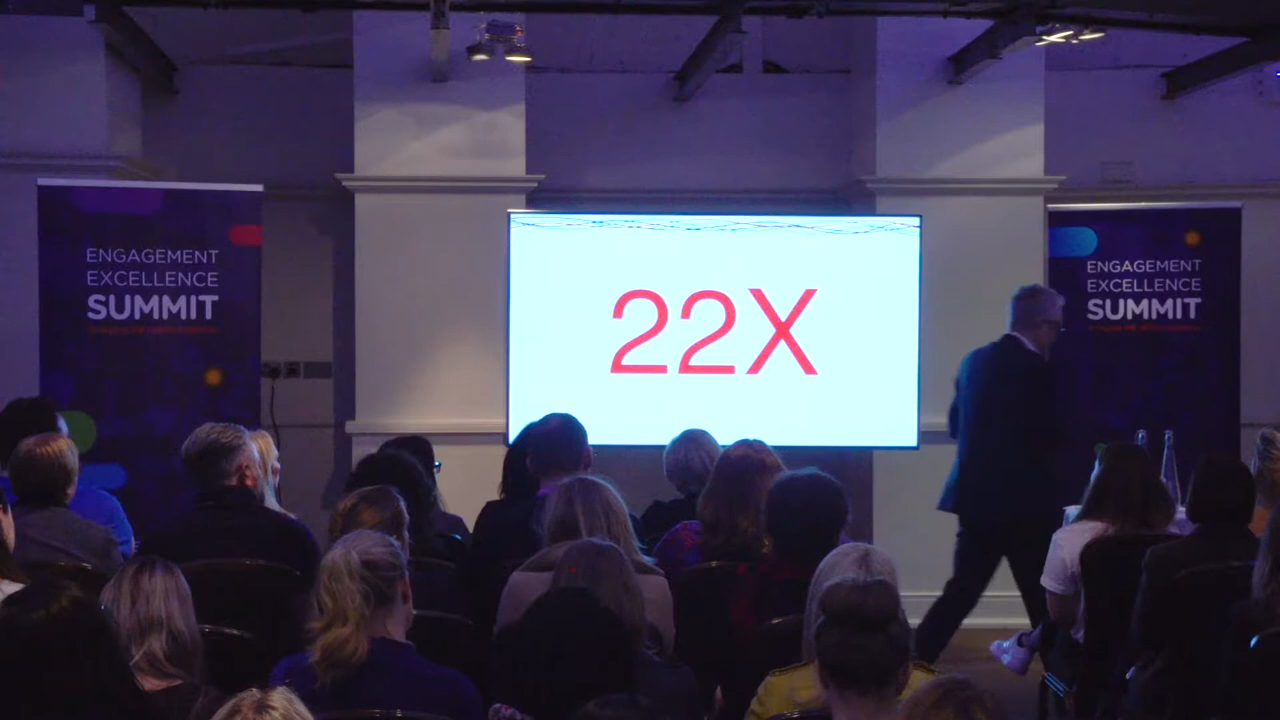 ENGAGEMENT
EXCELLENCE
SUMMIT
22X
ENGAGEMENT
EXCELLENCE
SUMMIT